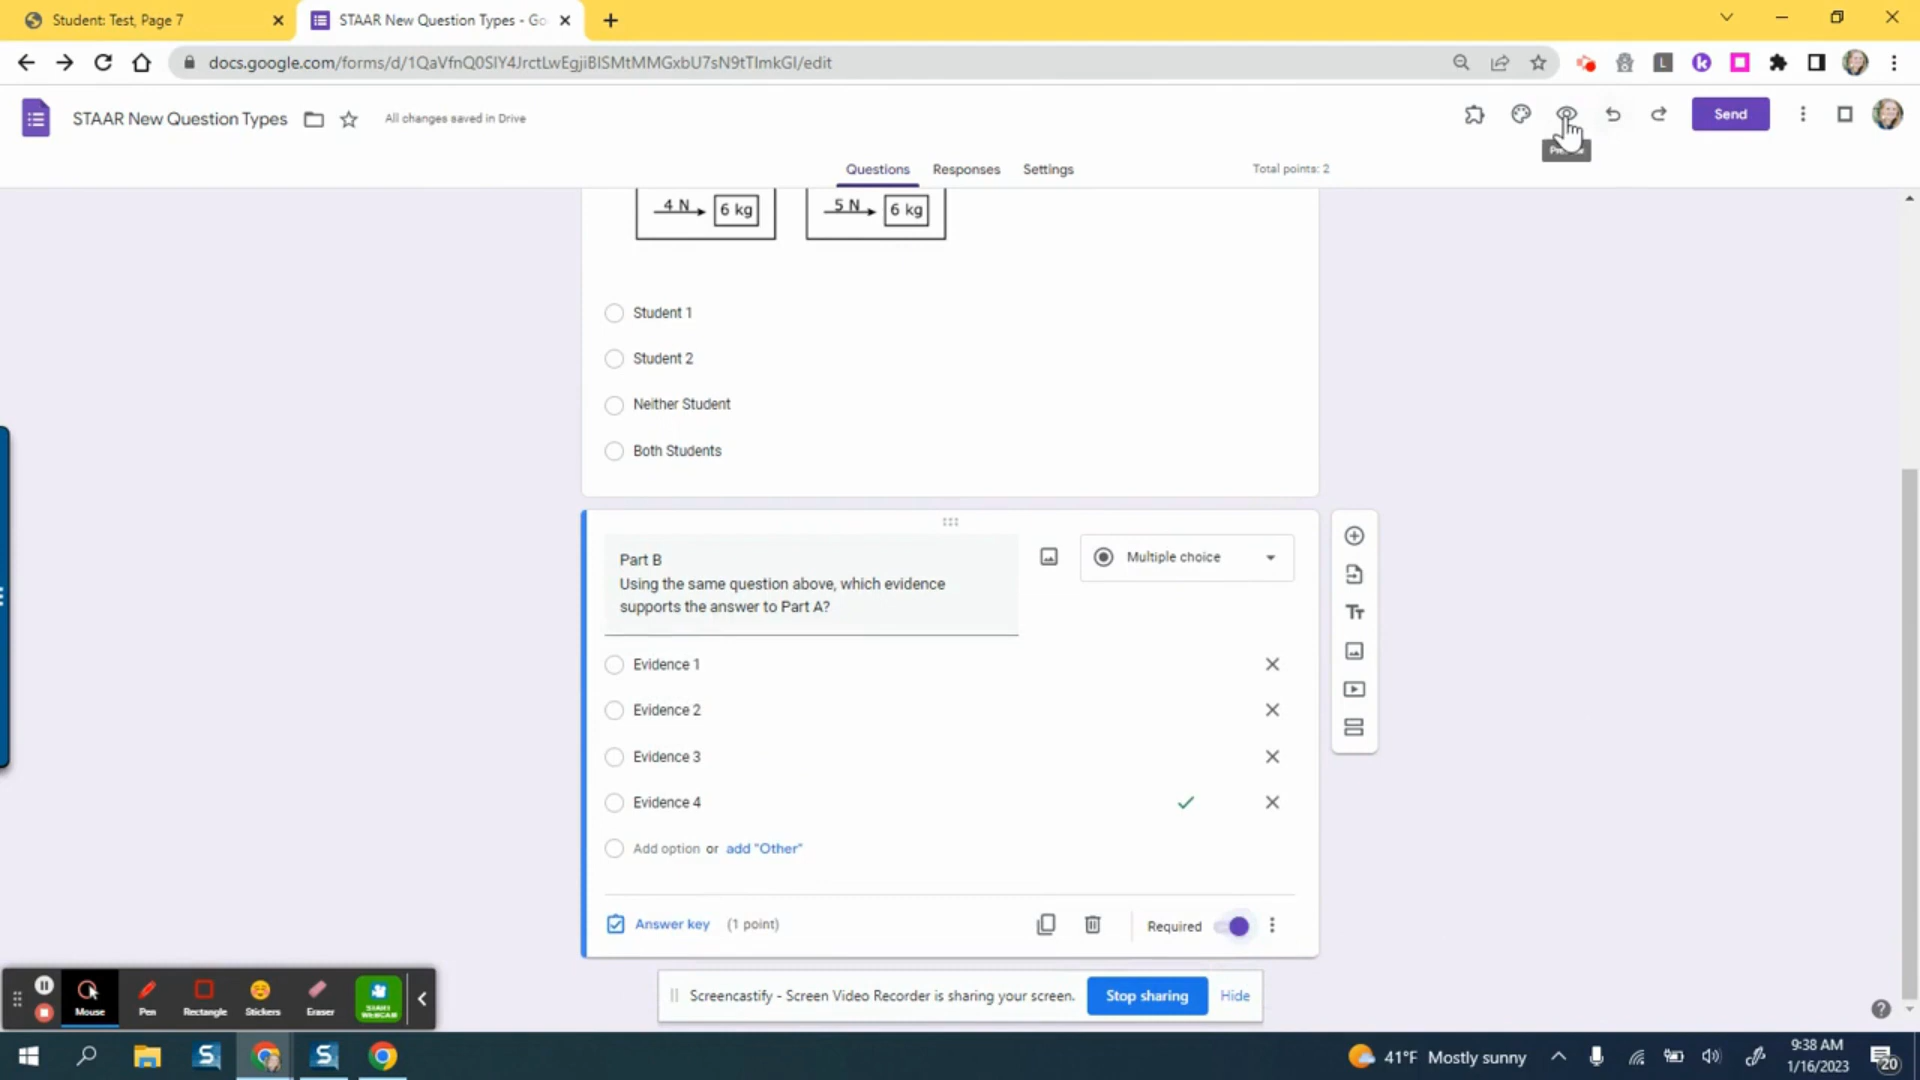 Student: Test, Page 7
STAAR New Question Types - Go
docs.google.com/forms/d/1QaVfnQ0SIY4JrctLwEgjiBISMtMMGxbU7sN9tTImkGI/edit
STAAR New Question Types
All changes saved in Drive
Send
Questions
Responses
Settings
Total points: 2
4 N
6 kg
5 N
6 kg
Student 1
Student 2
Neither Student
Both Students
Part B
Using the same question above, which evidence
supports the answer to Part A?
Multiple choice
Evidence 1
Evidence 2
Evidence 3
Evidence 4
Add option or add "Other"
Answer key (1 point)
Required
Mouse
Pen
Rectangle
Stickers
Eraser
START
WEBCAM
Screencastify - Screen Video Recorder is sharing your screen.
Stop sharing
Hide
41°F Mostly sunny
9:38 AM
1/16/2023
20